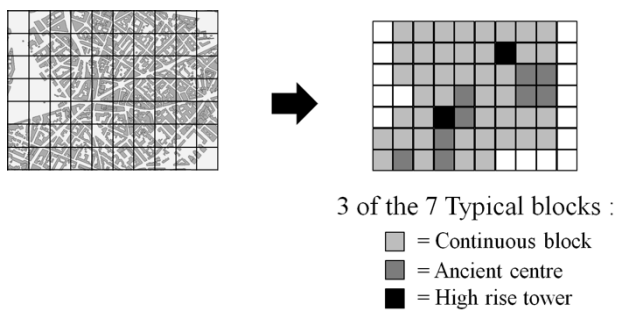 3 of the 7 Typical blocks :
= Continuous block
= Ancient centre
= High rise tower